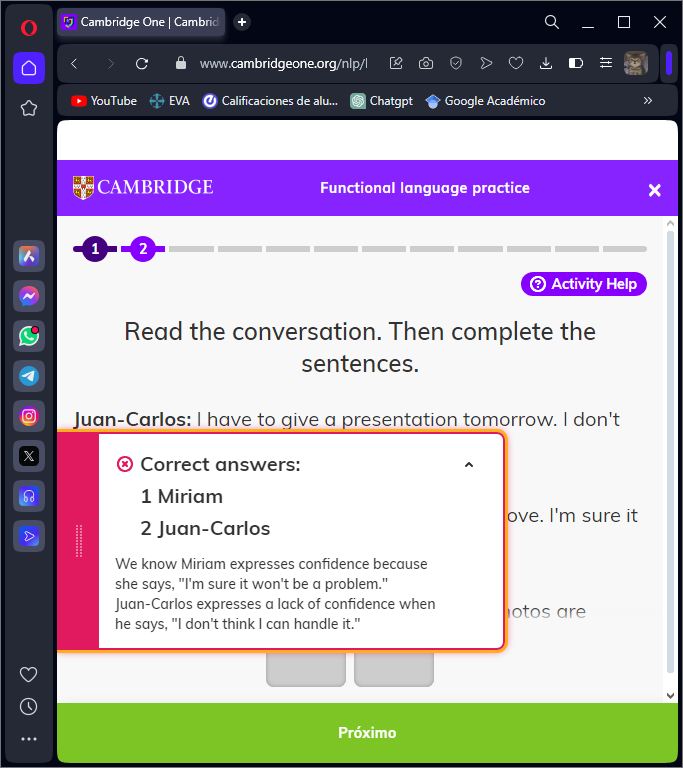 Cambridge One | Cambrid
www.cambridgeone.org/nlp/l
YouTube
EVA
Calificaciones de alu...
Chatgpt
Google Académico
CAMBRIDGE
Functional language practice
1
2
Activity Help
Read the conversation. Then complete the
sentences.
Juan-Carlos: I have to give a presentation tomorrow. I don't
Correct answers:
1 Miriam
2 Juan-Carlos
ove. I'm sure it
We know Miriam expresses confidence because
she says, "I'm sure it won't be a problem."
Juan-Carlos expresses a lack of confidence when
he says, "I don't think I can handle it."
hotos are
Próximo